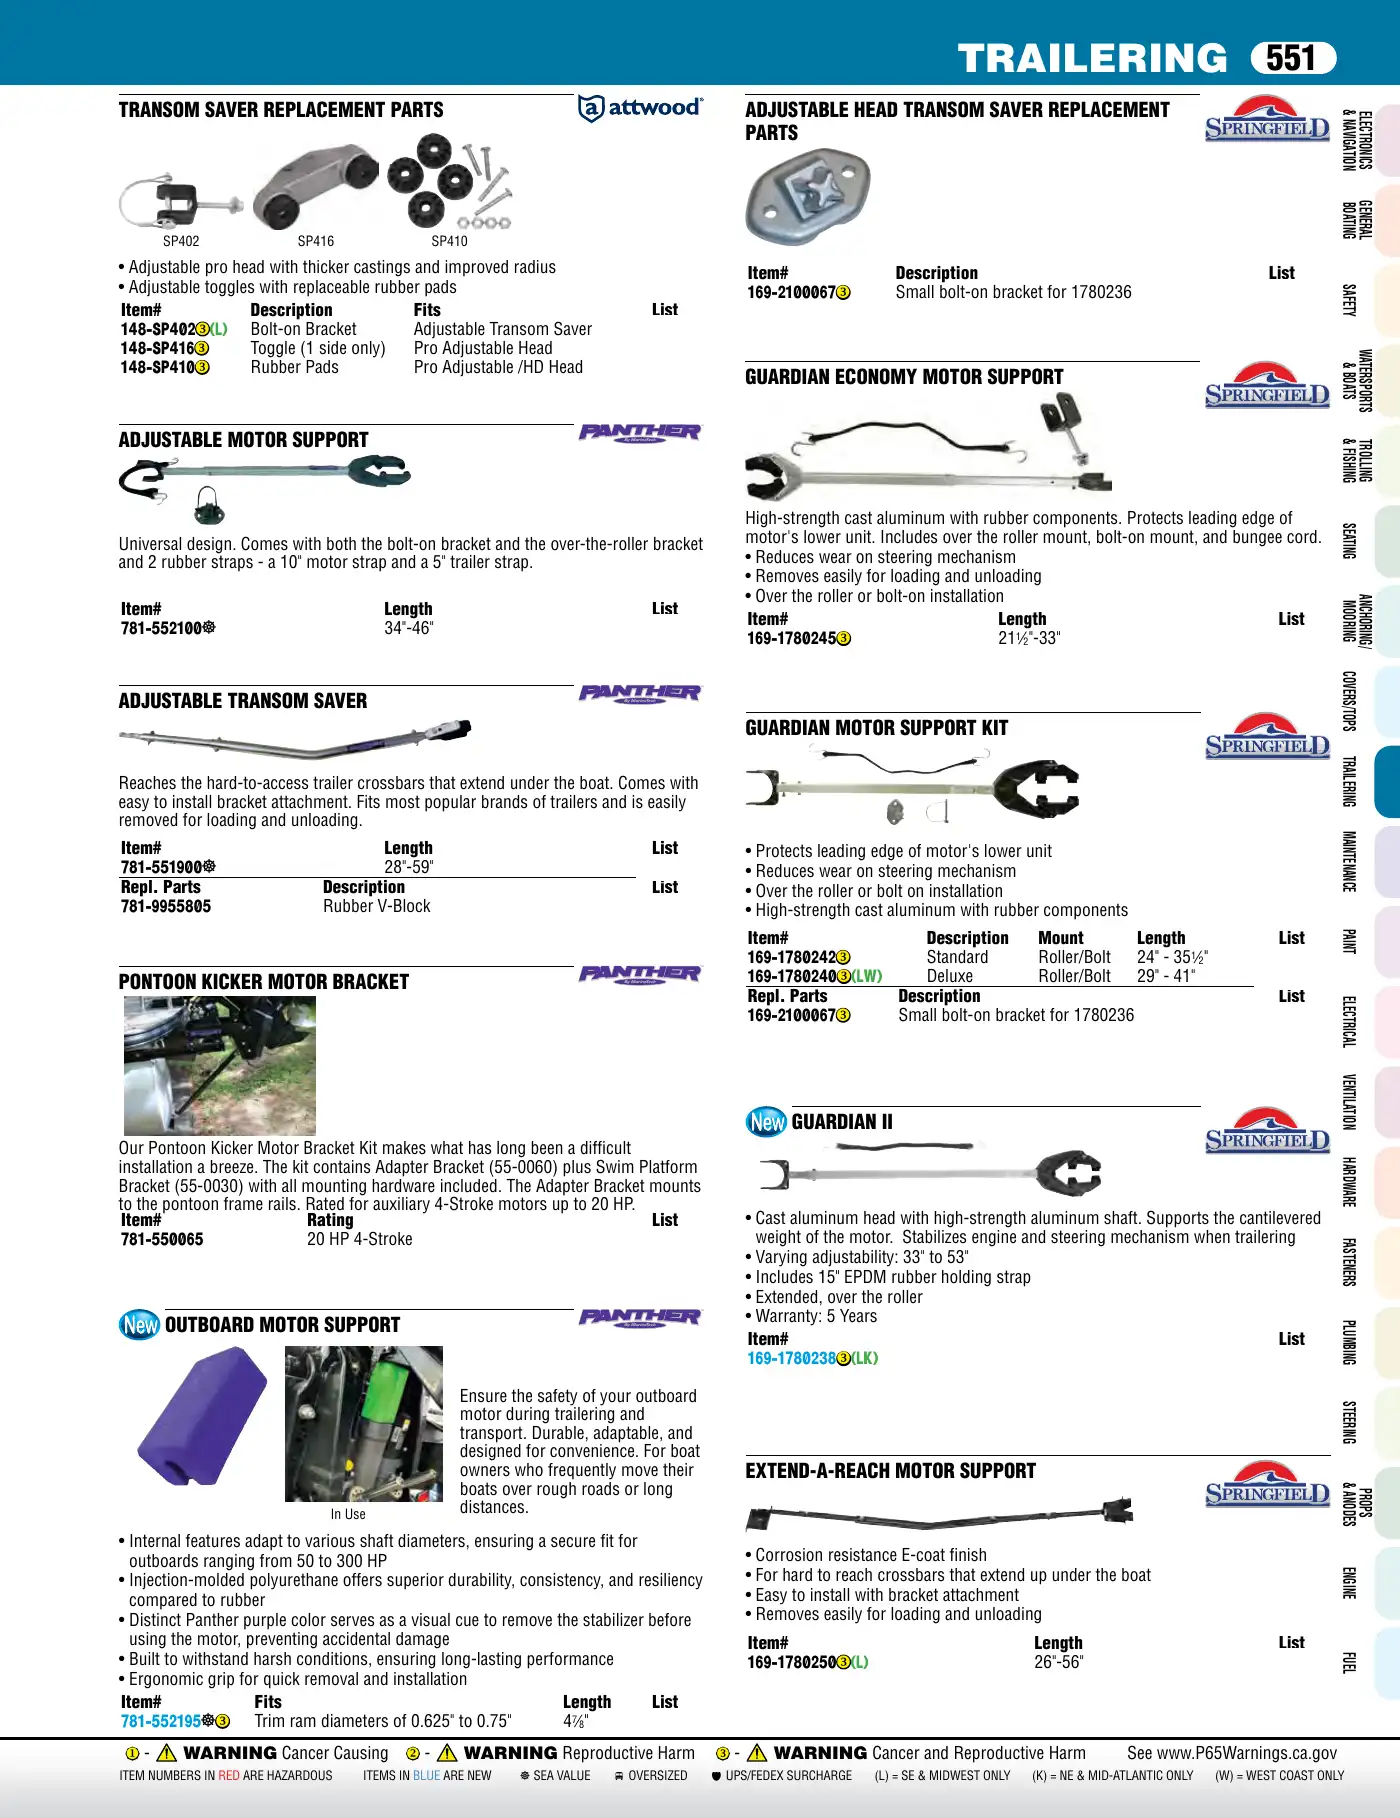 TRAILERING 551
TRANSOM SAVER REPLACEMENT PARTS
attwood
SP402
SP416
SP410
• Adjustable pro head with thicker castings and improved radius
• Adjustable toggles with replaceable rubber pads
Item# Description Fits List
148-SP402③(L) Bolt-on Bracket Adjustable Transom Saver
148-SP416③ Toggle (1 side only) Pro Adjustable Head
148-SP410③ Rubber Pads Pro Adjustable /HD Head
ADJUSTABLE MOTOR SUPPORT
PANTHER
By MarineTech
Universal design. Comes with both the bolt-on bracket and the over-the-roller bracket
and 2 rubber straps - a 10" motor strap and a 5" trailer strap.
Item# Length List
781-552100☸ 34"-46"
ADJUSTABLE TRANSOM SAVER
PANTHER
By MarineTech
Reaches the hard-to-access trailer crossbars that extend under the boat. Comes with
easy to install bracket attachment. Fits most popular brands of trailers and is easily
removed for loading and unloading.
Item# Length List
781-551900☸ 28"-59"
Repl. Parts Description List
781-9955805 Rubber V-Block
PONTOON KICKER MOTOR BRACKET
PANTHER
By MarineTech
Our Pontoon Kicker Motor Bracket Kit makes what has long been a difficult
installation a breeze. The kit contains Adapter Bracket (55-0060) plus Swim Platform
Bracket (55-0030) with all mounting hardware included. The Adapter Bracket mounts
to the pontoon frame rails. Rated for auxiliary 4-Stroke motors up to 20 HP.
Item# Rating List
781-550065 20 HP 4-Stroke
New OUTBOARD MOTOR SUPPORT
PANTHER
By MarineTech
In Use
Ensure the safety of your outboard
motor during trailering and
transport. Durable, adaptable, and
designed for convenience. For boat
owners who frequently move their
boats over rough roads or long
distances.
• Internal features adapt to various shaft diameters, ensuring a secure fit for
outboards ranging from 50 to 300 HP
• Injection-molded polyurethane offers superior durability, consistency, and resiliency
compared to rubber
• Distinct Panther purple color serves as a visual cue to remove the stabilizer before
using the motor, preventing accidental damage
• Built to withstand harsh conditions, ensuring long-lasting performance
• Ergonomic grip for quick removal and installation
Item# Fits Length List
781-552195☸③ Trim ram diameters of 0.625" to 0.75" 4⅞"
ADJUSTABLE HEAD TRANSOM SAVER REPLACEMENT
PARTS
SPRINGFIELD
Item# Description List
169-2100067③ Small bolt-on bracket for 1780236
GUARDIAN ECONOMY MOTOR SUPPORT
SPRINGFIELD
High-strength cast aluminum with rubber components. Protects leading edge of
motor's lower unit. Includes over the roller mount, bolt-on mount, and bungee cord.
• Reduces wear on steering mechanism
• Removes easily for loading and unloading
• Over the roller or bolt-on installation
Item# Length List
169-1780245③ 21½"-33"
GUARDIAN MOTOR SUPPORT KIT
SPRINGFIELD
• Protects leading edge of motor's lower unit
• Reduces wear on steering mechanism
• Over the roller or bolt on installation
• High-strength cast aluminum with rubber components
Item# Description Mount Length List
169-1780242③ Standard Roller/Bolt 24" - 35½"
169-1780240③(LW) Deluxe Roller/Bolt 29" - 41"
Repl. Parts Description List
169-2100067③ Small bolt-on bracket for 1780236
New GUARDIAN II
SPRINGFIELD
• Cast aluminum head with high-strength aluminum shaft. Supports the cantilevered
weight of the motor. Stabilizes engine and steering mechanism when trailering
• Varying adjustability: 33" to 53"
• Includes 15" EPDM rubber holding strap
• Extended, over the roller
• Warranty: 5 Years
Item# List
169-1780238③(LK)
EXTEND-A-REACH MOTOR SUPPORT
SPRINGFIELD
• Corrosion resistance E-coat finish
• For hard to reach crossbars that extend up under the boat
• Easy to install with bracket attachment
• Removes easily for loading and unloading
Item# Length List
169-1780250③(L) 26"-56"
ELECTRONICS
& NAVIGATION
GENERAL
BOATING
SAFETY
WATERSPORTS
& BOATS
TROLLING
& FISHING
SEATING
ANCHORING/
MOORING
COVERS/TOPS
TRAILERING
MAINTENANCE
PAINT
ELECTRICAL
VENTILATION
HARDWARE
FASTENERS
PLUMBING
STEERING
PROPS
& ANODES
ENGINE
FUEL
① - ⚠ WARNING Cancer Causing ② - ⚠ WARNING Reproductive Harm ③ - ⚠ WARNING Cancer and Reproductive Harm See www.P65Warnings.ca.gov
ITEM NUMBERS IN RED ARE HAZARDOUS ITEMS IN BLUE ARE NEW ☸ SEA VALUE OVERSIZED UPS/FEDEX SURCHARGE (L) = SE & MIDWEST ONLY (K) = NE & MID-ATLANTIC ONLY (W) = WEST COAST ONLY